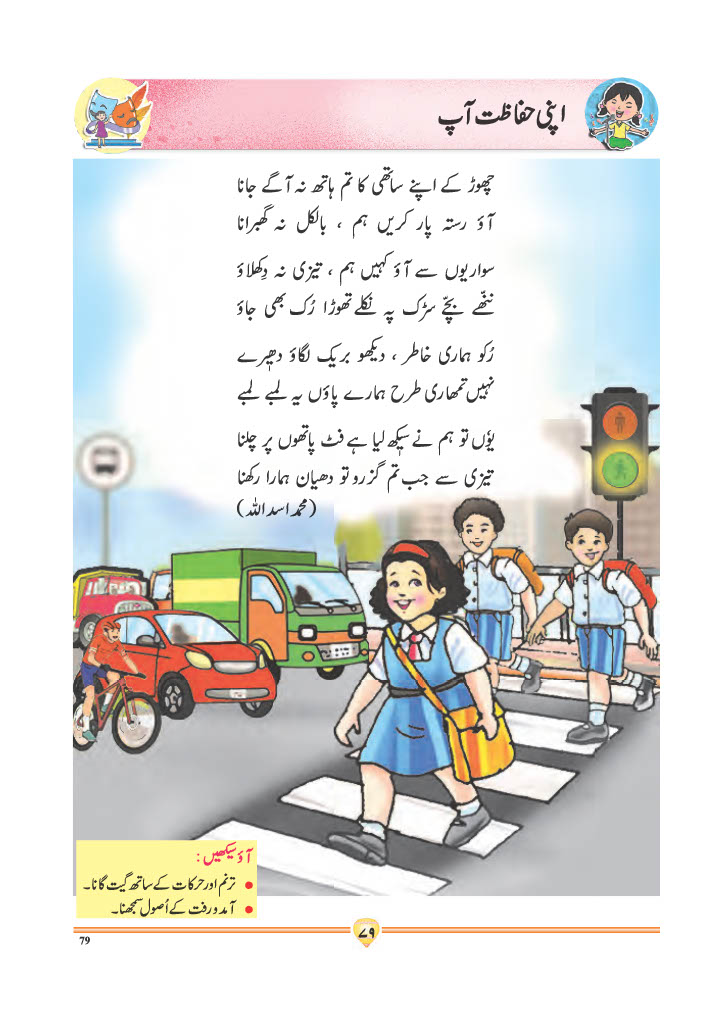 اپنی حفاظت آپ
چھوڑ کے اپنے ساتھی کا تم ہاتھ نہ آگے جانا
آؤ رستہ پار کریں ہم ، بالکل نہ گھبرانا
سواریوں سے آؤ کہیں ہم ، تیزی نہ دِکھلاؤ
ننھّے بچّے سڑک پہ نکلے تھوڑا رُک بھی جاؤ
رُکو ہماری خاطر ، دیکھو بریک لگاؤ دھیرے
نہیں تمھاری طرح ہمارے پاؤں یہ لمبے لمبے
یوٗں تو ہم نے سیکھ لیا ہے فٹ پاتھوں پر چلنا
تیزی سے جب تم گزرو تو دھیان ہمارا رکھنا
(محمد اسد اللہ)
آؤ سیکھیں :
• ترنم اور حرکات کے ساتھ گیت گانا۔
• آمد و رفت کے اُصول سمجھنا۔
۷۹
79